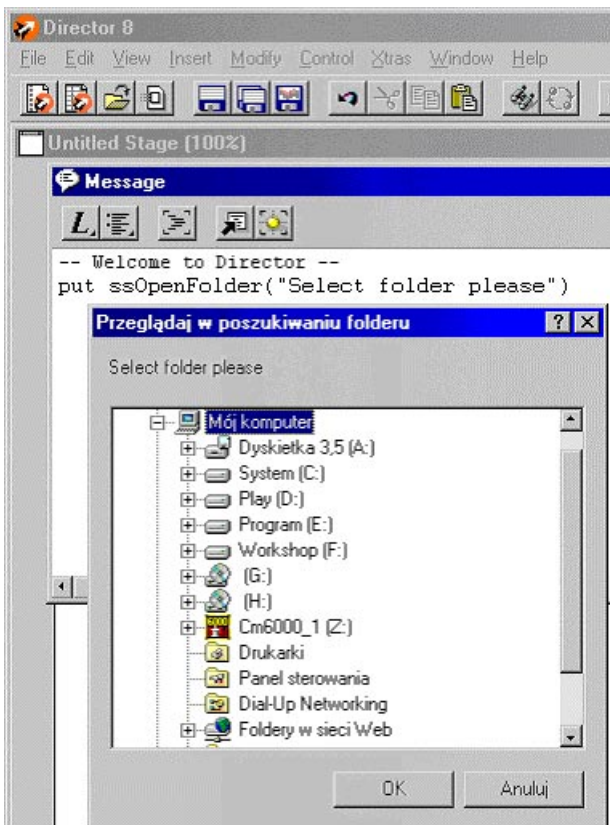 Director 8
File Edit View Insert Modify Control Xtras Window Help
Untitled Stage (100%)
Message
L
-- Welcome to Director --
put ssOpenFolder("Select folder please")
Przeglądaj w poszukiwaniu folderu
Select folder please
Mój komputer
Dyskietka 3,5 (A:)
System (C:)
Play (D:)
Program (E:)
Workshop (F:)
(G:)
(H:)
Cm6000_1 (Z:)
Drukarki
Panel sterowania
Dial-Up Networking
Foldery w sieci Web
OK Anuluj